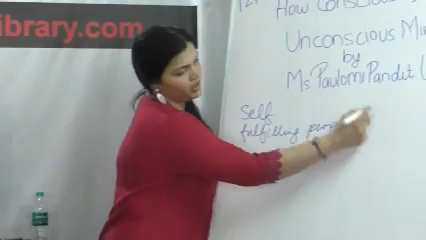 library.com
How Conscious
Unconscious Mi
by
Ms Paulomi Pandit (
Self
fulfilling